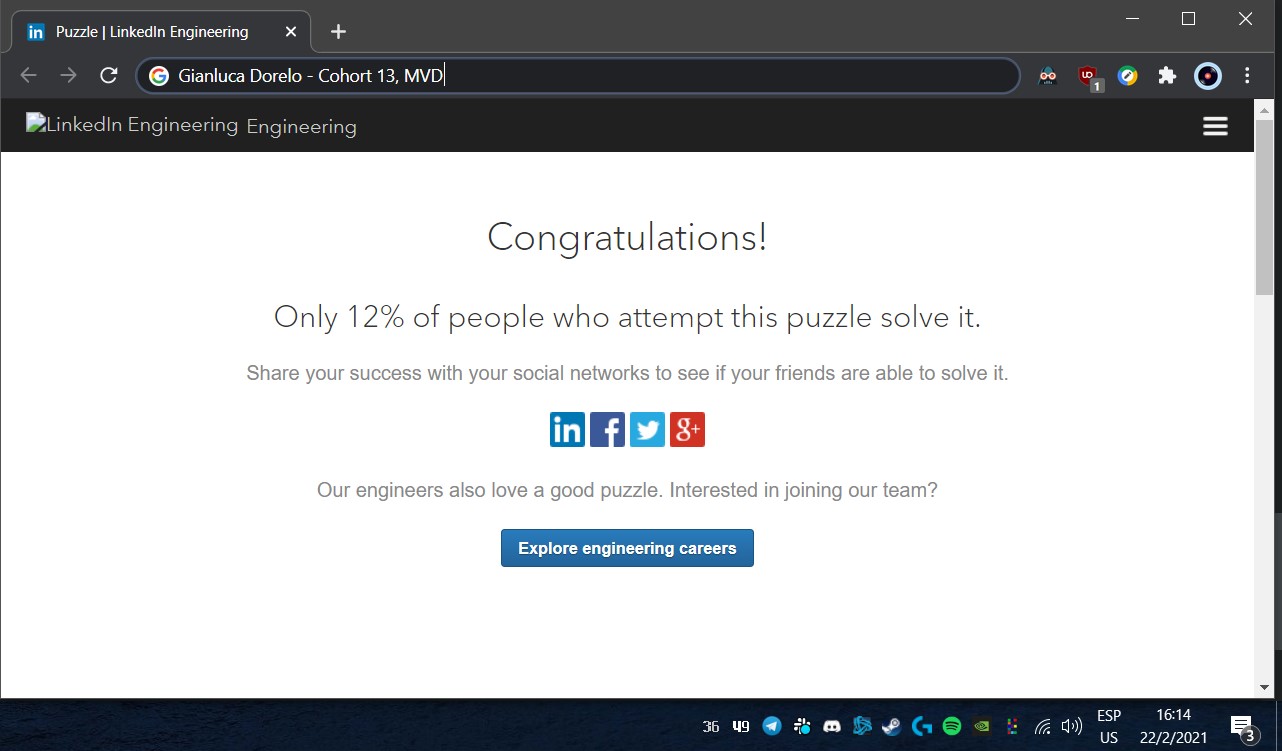 Puzzle | LinkedIn Engineering
Gianluca Dorelo - Cohort 13, MVD
UO
1
LinkedIn Engineering Engineering
Congratulations!
Only 12% of people who attempt this puzzle solve it.
Share your success with your social networks to see if your friends are able to solve it.
in f g+
Our engineers also love a good puzzle. Interested in joining our team?
Explore engineering careers
36 49
ESP
US
16:14
22/2/2021
3